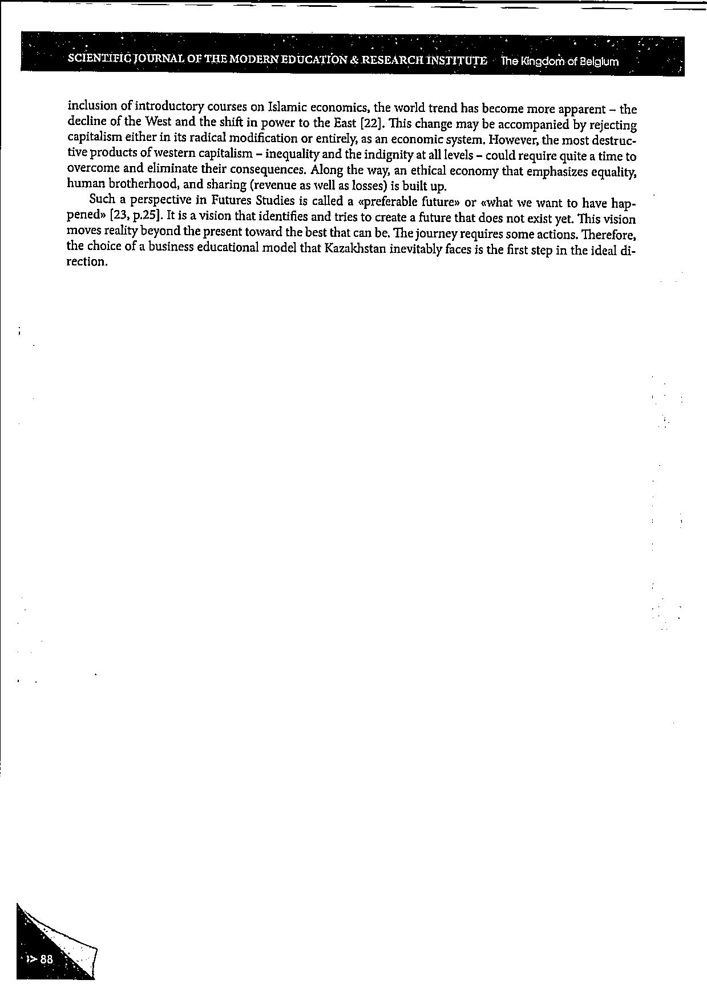 SCIENTIFIC JOURNAL OF THE MODERN EDUCATION & RESEARCH INSTITUTE The Kingdom of Belgium
inclusion of introductory courses on Islamic economics, the world trend has become more apparent – the
decline of the West and the shift in power to the East [22]. This change may be accompanied by rejecting
capitalism either in its radical modification or entirely, as an economic system. However, the most destruc-
tive products of western capitalism – inequality and the indignity at all levels – could require quite a time to
overcome and eliminate their consequences. Along the way, an ethical economy that emphasizes equality,
human brotherhood, and sharing (revenue as well as losses) is built up.
Such a perspective in Futures Studies is called a «preferable future» or «what we want to have hap-
pened» [23, p.25]. It is a vision that identifies and tries to create a future that does not exist yet. This vision
moves reality beyond the present toward the best that can be. The journey requires some actions. Therefore,
the choice of a business educational model that Kazakhstan inevitably faces is the first step in the ideal di-
rection.
88